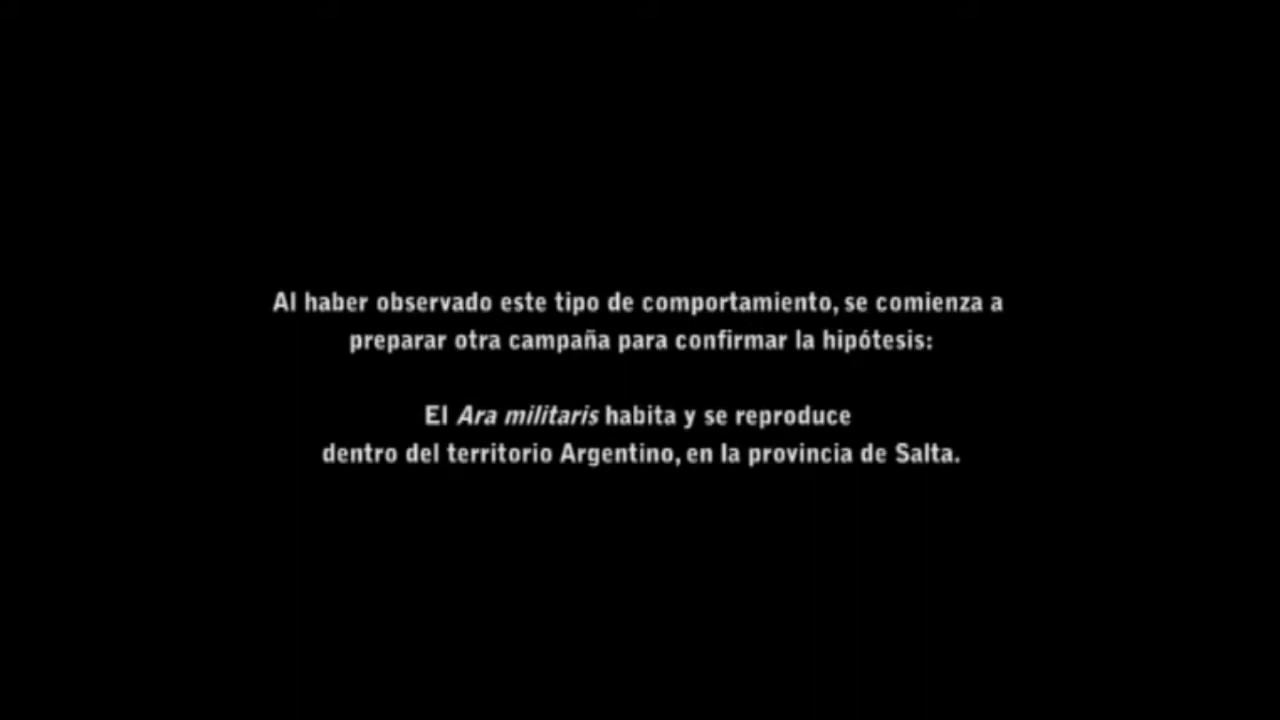 Al haber observado este tipo de comportamiento, se comienza a
preparar otra campaña para confirmar la hipótesis:
El Ara militaris habita y se reproduce
dentro del territorio Argentino, en la provincia de Salta.